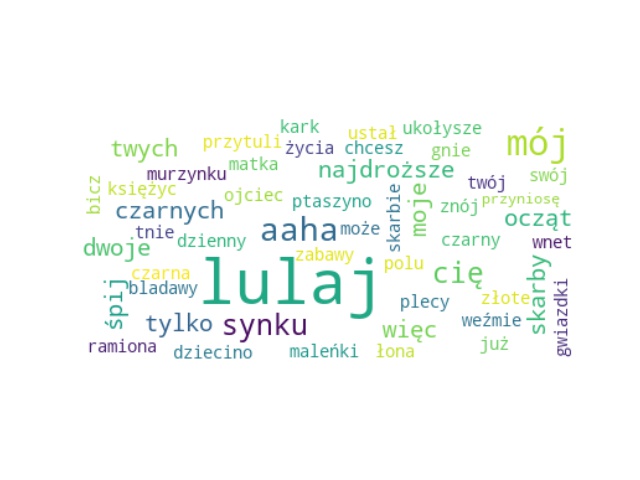 kark ustał ukołysze
twych przytuli życia chcesz gnie mój
murzynku matka najdroższe twój swój
bicz księżyc ojciec ptaszyno skarbie moje znój przyniosę
czarnych aaha może ocząt
tnie dzienny czarny wnet
dwoje zabawy polu
czarna lulaj cię skarby
śpij bladawy plecy złote gwiazdki
tylko synku więc weźmie
ramiona dziecino maleńki łona już